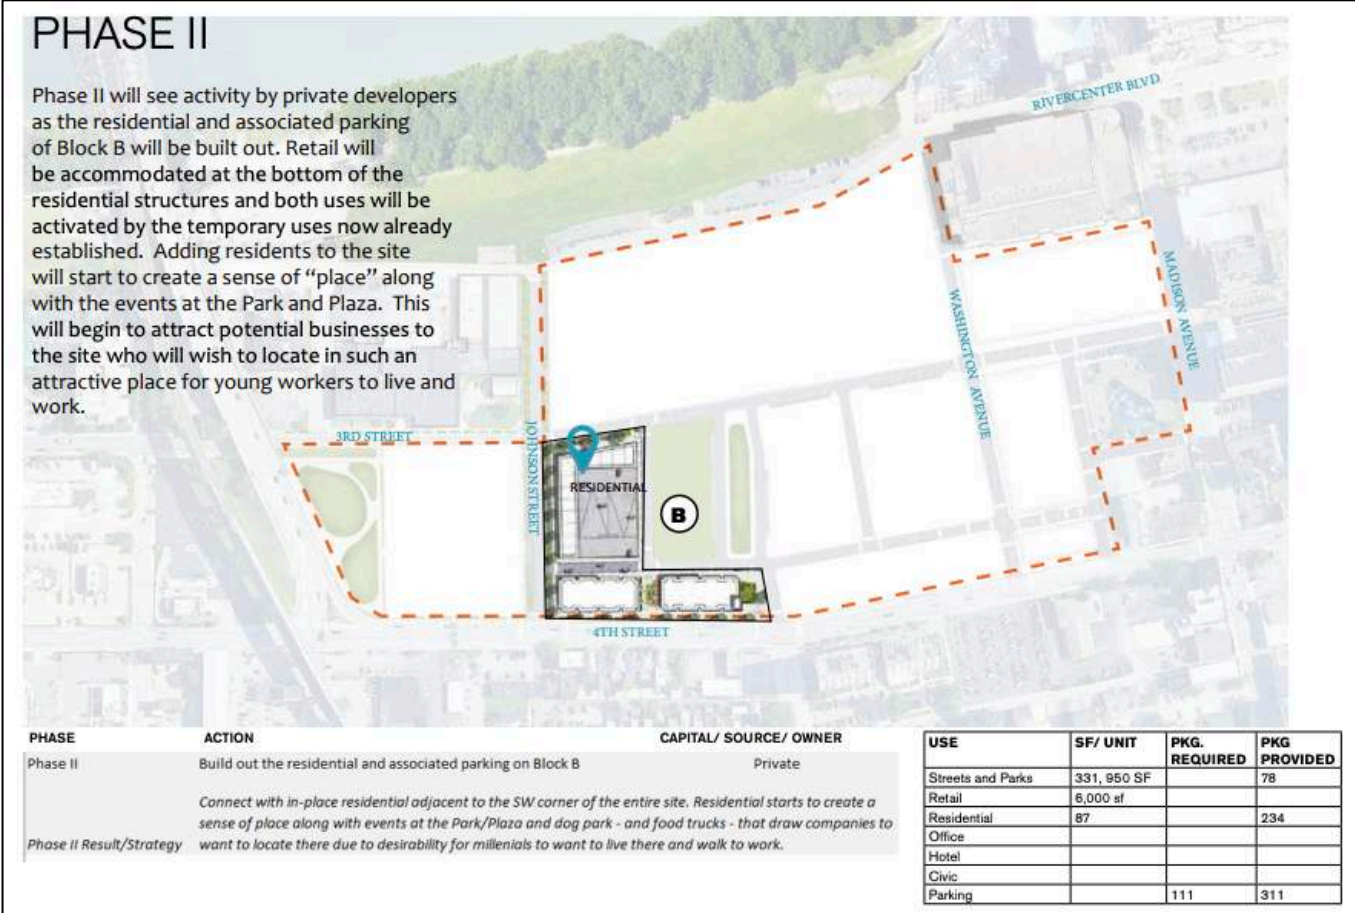 PHASE II
Phase II will see activity by private developers
as the residential and associated parking
of Block B will be built out. Retail will
be accommodated at the bottom of the
residential structures and both uses will be
activated by the temporary uses now already
established. Adding residents to the site
will start to create a sense of “place” along
with the events at the Park and Plaza. This
will begin to attract potential businesses to
the site who will wish to locate in such an
attractive place for young workers to live and
work.
RIVERCENTER BLVD
MADISON AVENUE
WASHINGTON AVENUE
3RD STREET
JOHNSON STREET
RESIDENTIAL
B
4TH STREET
PHASE ACTION CAPITAL/ SOURCE/ OWNER
Phase II Build out the residential and associated parking on Block B Private
Connect with in-place residential adjacent to the SW corner of the entire site. Residential starts to create a
sense of place along with events at the Park/Plaza and dog park - and food trucks - that draw companies to
Phase II Result/Strategy want to locate there due to desirability for millenials to want to live there and walk to work.
USE SF/ UNIT PKG. REQUIRED PKG PROVIDED
Streets and Parks 331, 950 SF 78
Retail 6,000 sf
Residential 87 234
Office
Hotel
Civic
Parking 111 311